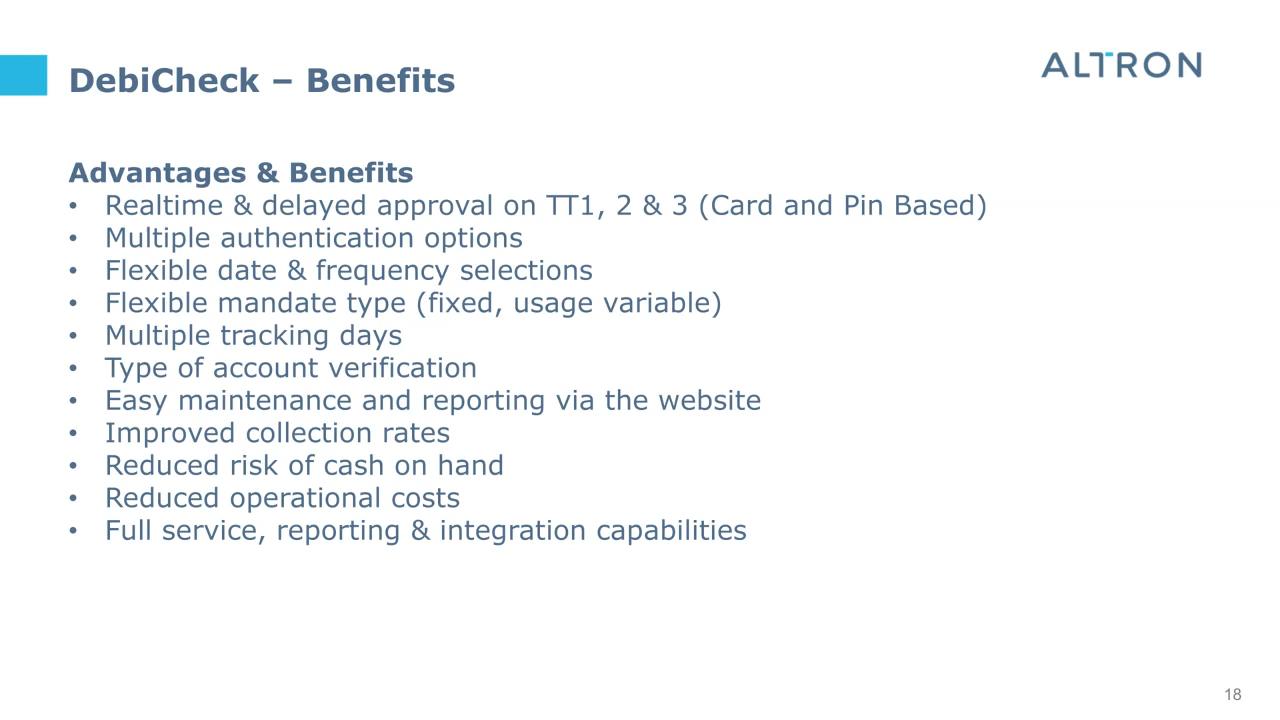 DebiCheck – Benefits
ALTRON
Advantages & Benefits
• Realtime & delayed approval on TT1, 2 & 3 (Card and Pin Based)
• Multiple authentication options
• Flexible date & frequency selections
• Flexible mandate type (fixed, usage variable)
• Multiple tracking days
• Type of account verification
• Easy maintenance and reporting via the website
• Improved collection rates
• Reduced risk of cash on hand
• Reduced operational costs
• Full service, reporting & integration capabilities
18